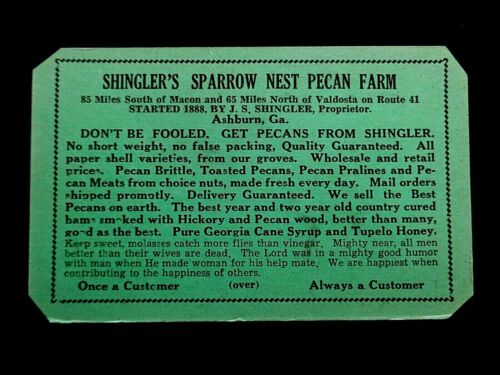 SHINGLER'S SPARROW NEST PECAN FARM
85 Miles South of Macon and 65 Miles North of Valdosta on Route 41
STARTED 1888, BY J. S. SHINGLER, Proprietor.
Ashburn, Ga.
DON'T BE FOOLED. GET PECANS FROM SHINGLER.
No short weight, no false packing, Quality Guaranteed. All
paper shell varieties, from our groves. Wholesale and retail
prices. Pecan Brittle, Toasted Pecans, Pecan Pralines and Pe-
can Meats from choice nuts, made fresh every day. Mail orders
shipped promptly. Delivery Guaranteed. We sell the Best
Pecans on earth. The best year and two year old country cured
hams smoked with Hickory and Pecan wood, better than many,
good as the best. Pure Georgia Cane Syrup and Tupelo Honey.
Keep sweet, molasses catch more flies than vinegar. Mighty near, all men
better than their wives are dead. The Lord was in a mighty good humor
with man when He made woman for his help mate. We are happiest when
contributing to the happiness of others.
Once a Customer (over) Always a Customer